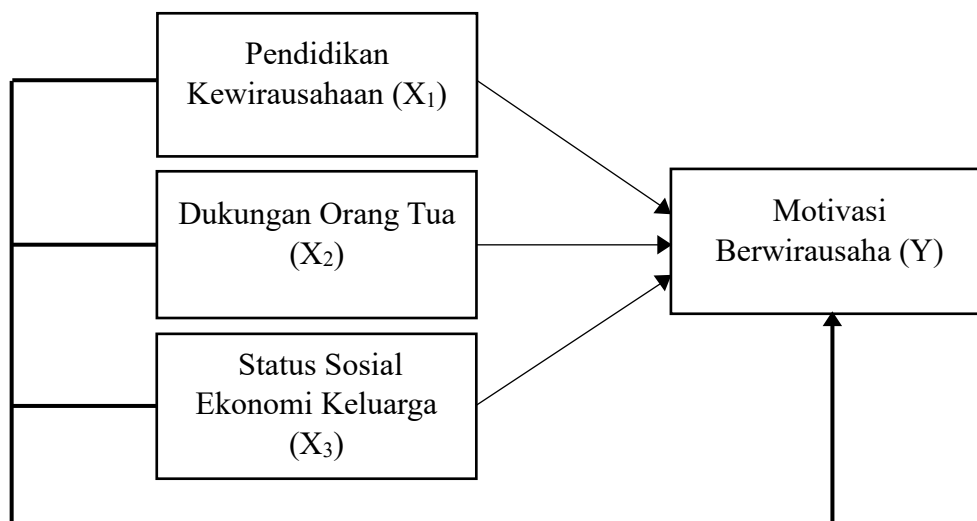 Pendidikan
Kewirausahaan (X₁)
Dukungan Orang Tua
(X₂)
Status Sosial
Ekonomi Keluarga
(X₃)
Motivasi
Berwirausaha (Y)